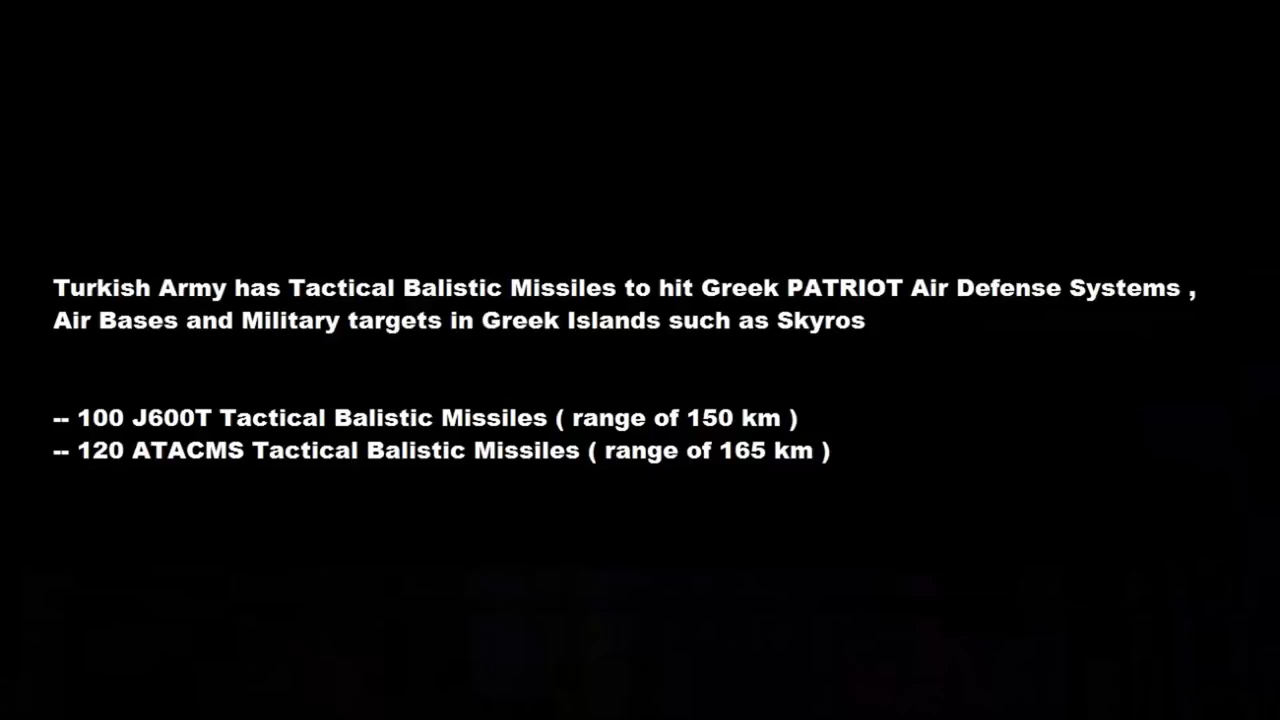 Turkish Army has Tactical Balistic Missiles to hit Greek PATRIOT Air Defense Systems ,
Air Bases and Military targets in Greek Islands such as Skyros
-- 100 J600T Tactical Balistic Missiles ( range of 150 km )
-- 120 ATACMS Tactical Balistic Missiles ( range of 165 km )